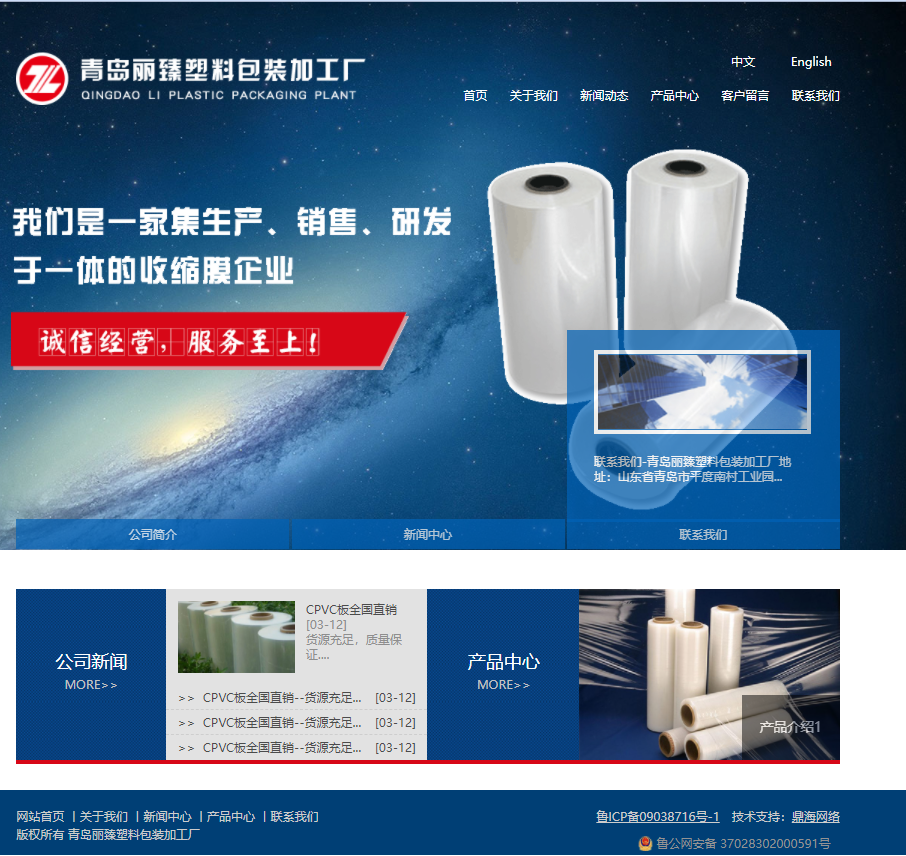 青岛丽臻塑料包装加工厂
QINGDAO LI PLASTIC PACKAGING PLANT
中文 English
首页 关于我们 新闻动态 产品中心 客户留言 联系我们
我们是一家集生产、销售、研发
于一体的收缩膜企业
诚信经营，服务至上！
联系我们-青岛丽臻塑料包装加工厂地
址：山东省青岛市平度南村工业园...
公司简介 新闻中心 联系我们
公司新闻
MORE>>
CPVC板全国直销
[03-12]
货源充足，质量保
证....
>> CPVC板全国直销--货源充足... [03-12]
>> CPVC板全国直销--货源充足... [03-12]
>> CPVC板全国直销--货源充足... [03-12]
产品中心
MORE>>
产品介绍1
网站首页 | 关于我们 | 新闻中心 | 产品中心 | 联系我们
版权所有 青岛丽臻塑料包装加工厂
鲁ICP备09038716号-1 技术支持：鼎海网络
鲁公网安备 37028302000591号